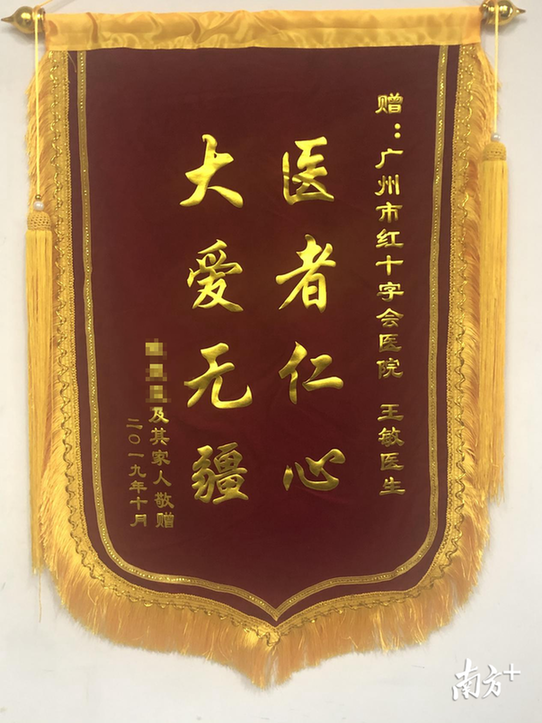 赠：广州市红十字会医院 王敏医生
医者仁心
大爱无疆
及其家人敬赠
二〇一九年十月
南方+